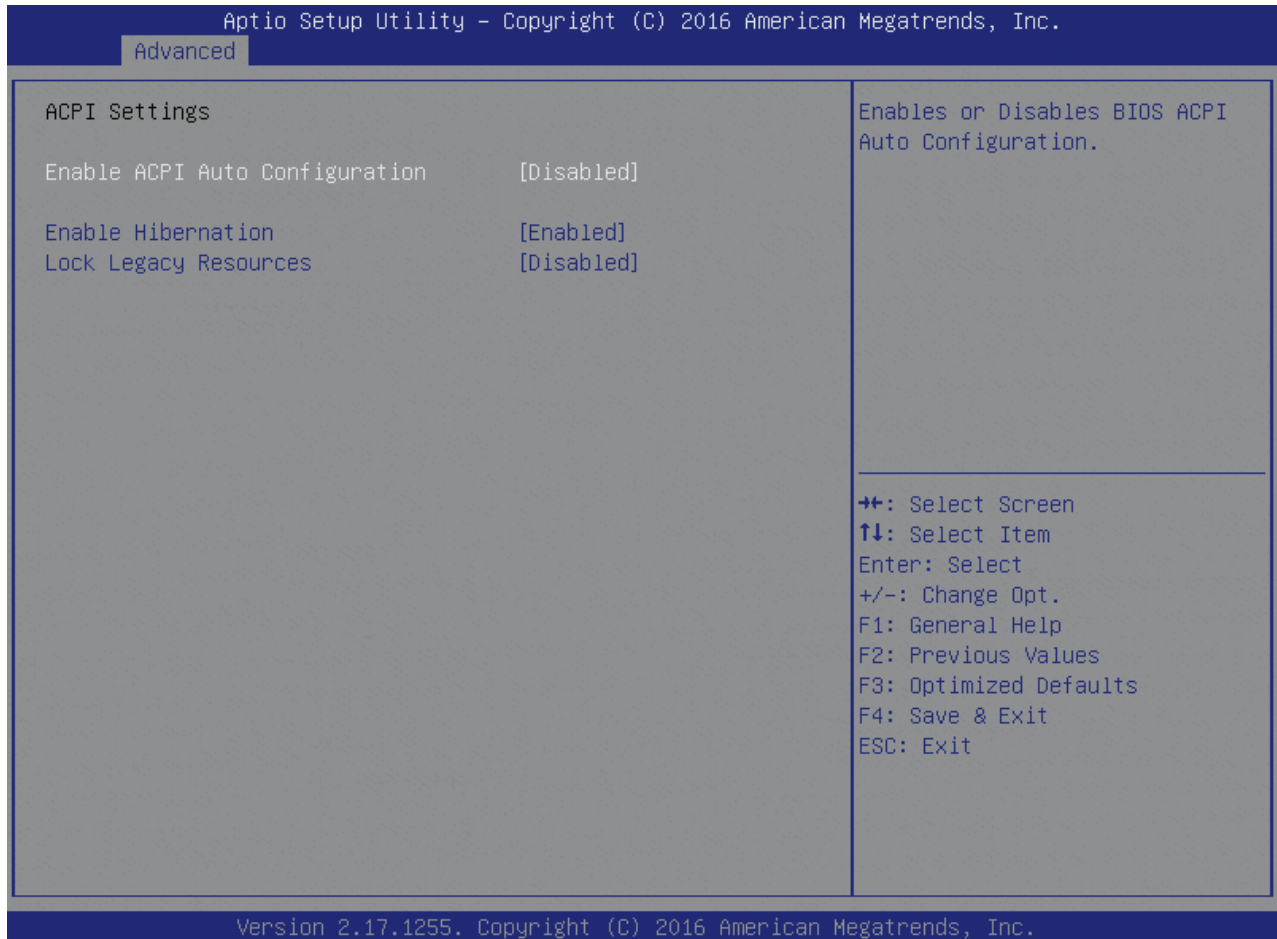 Aptio Setup Utility – Copyright (C) 2016 American Megatrends, Inc.
Advanced
ACPI Settings
Enable ACPI Auto Configuration [Disabled]
Enable Hibernation [Enabled]
Lock Legacy Resources [Disabled]
Enables or Disables BIOS ACPI
Auto Configuration.
→←: Select Screen
↑↓: Select Item
Enter: Select
+/-: Change Opt.
F1: General Help
F2: Previous Values
F3: Optimized Defaults
F4: Save & Exit
ESC: Exit
Version 2.17.1255. Copyright (C) 2016 American Megatrends, Inc.